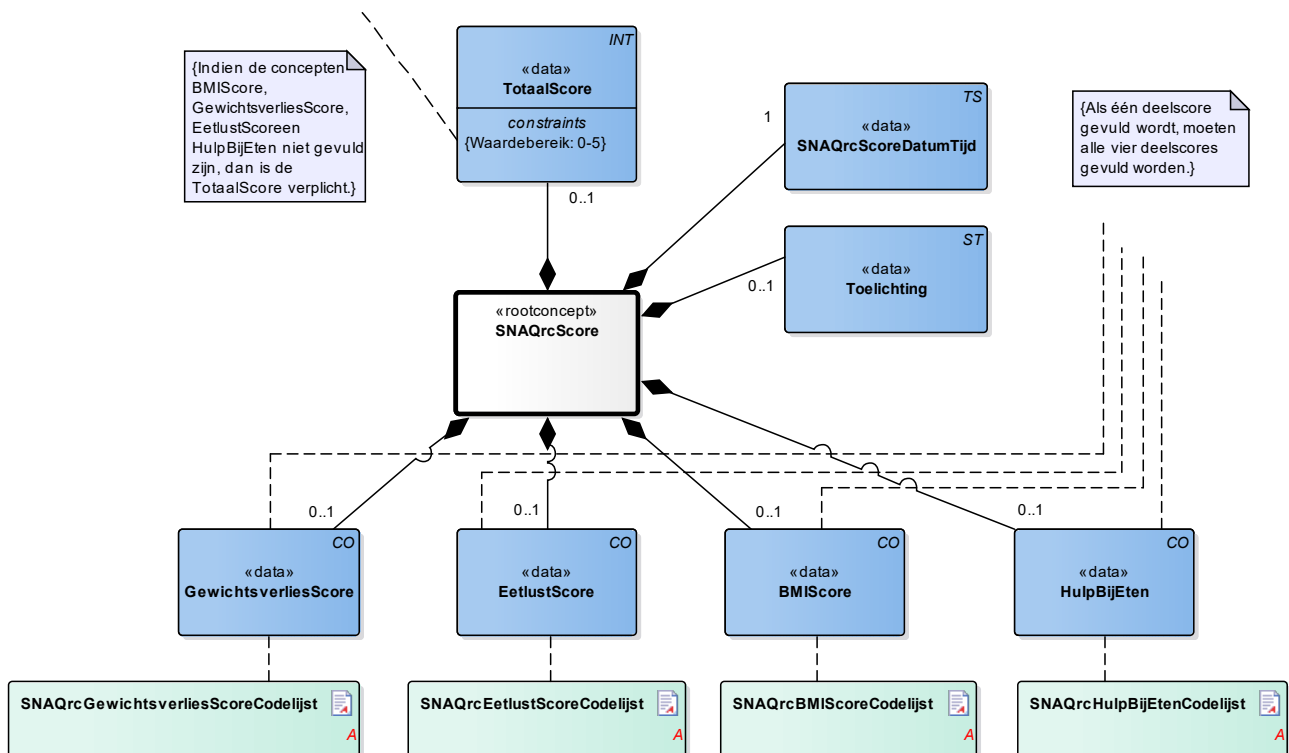 INT
«data»
TotaalScore
constraints
{Waardebereik: 0-5}
{Indien de concepten
BMIScore,
GewichtsverliesScore,
EetlustScoreen
HulpBijEten niet gevuld
zijn, dan is de
TotaalScore verplicht.}
TS
«data»
SNAQrcScoreDatumTijd
1
{Als één deelscore
gevuld wordt, moeten
alle vier deelscores
gevuld worden.}
0..1
ST
«data»
Toelichting
0..1
«rootconcept»
SNAQrcScore
0..1
0..1
0..1
0..1
CO
«data»
GewichtsverliesScore
CO
«data»
EetlustScore
CO
«data»
BMIScore
CO
«data»
HulpBijEten
SNAQrcGewichtsverliesScoreCodelijst
A
SNAQrcEetlustScoreCodelijst
A
SNAQrcBMIScoreCodelijst
A
SNAQrcHulpBijEtenCodelijst
A